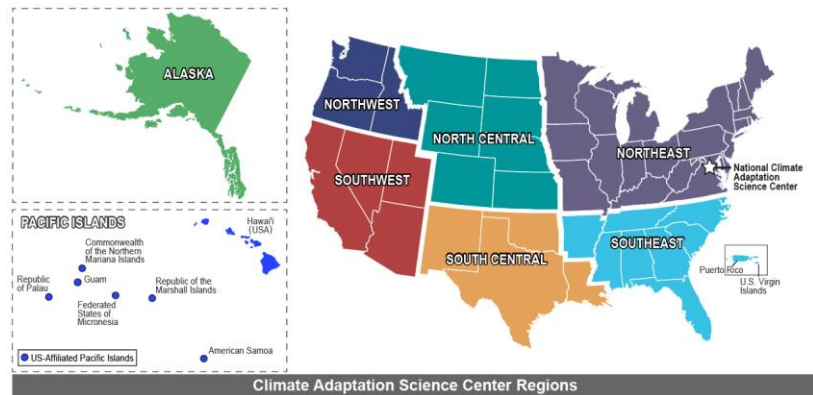 ALASKA
PACIFIC ISLANDS
Hawai'i
(USA)
Commonwealth
of the Northern
Mariana Islands
Republic
of Palau
Guam
Federated
States of
Micronesia
Republic of the
Marshall Islands
American Samoa
US-Affiliated Pacific Islands
NORTHWEST
NORTH CENTRAL
NORTHEAST
SOUTHWEST
SOUTH CENTRAL
SOUTHEAST
National Climate
Adaptation
Science Center
Puerto Rico
U.S. Virgin
Islands
Climate Adaptation Science Center Regions